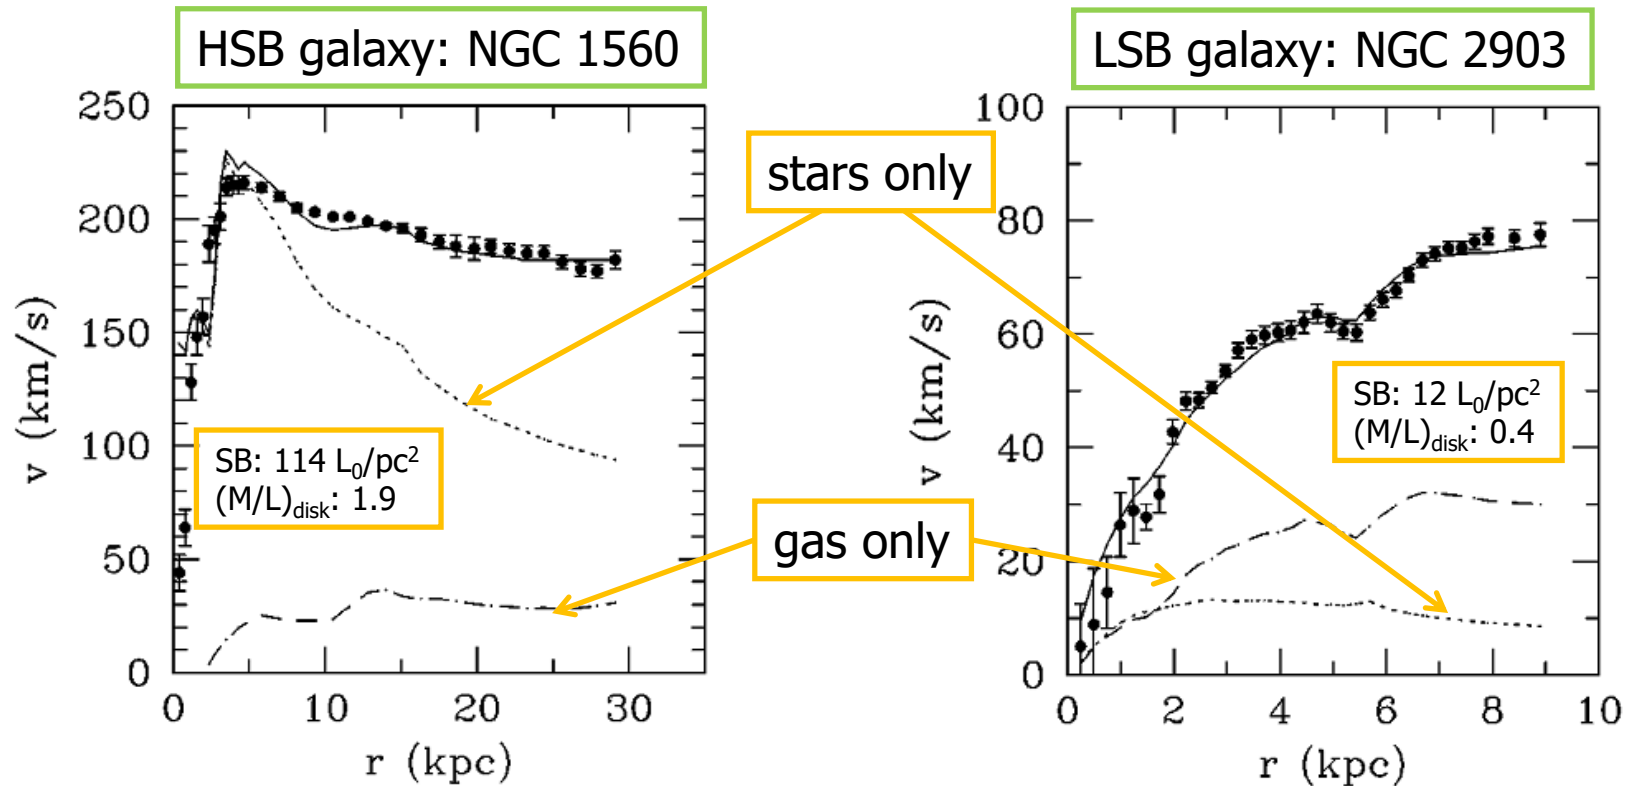 HSB galaxy: NGC 1560
LSB galaxy: NGC 2903
250
200
150
100
50
0
v (km/s)
0
10
20
30
r (kpc)
SB: 114 L0/pc2
(M/L)disk: 1.9
stars only
gas only
100
80
60
40
20
0
v (km/s)
0
2
4
6
8
10
r (kpc)
SB: 12 L0/pc2
(M/L)disk: 0.4